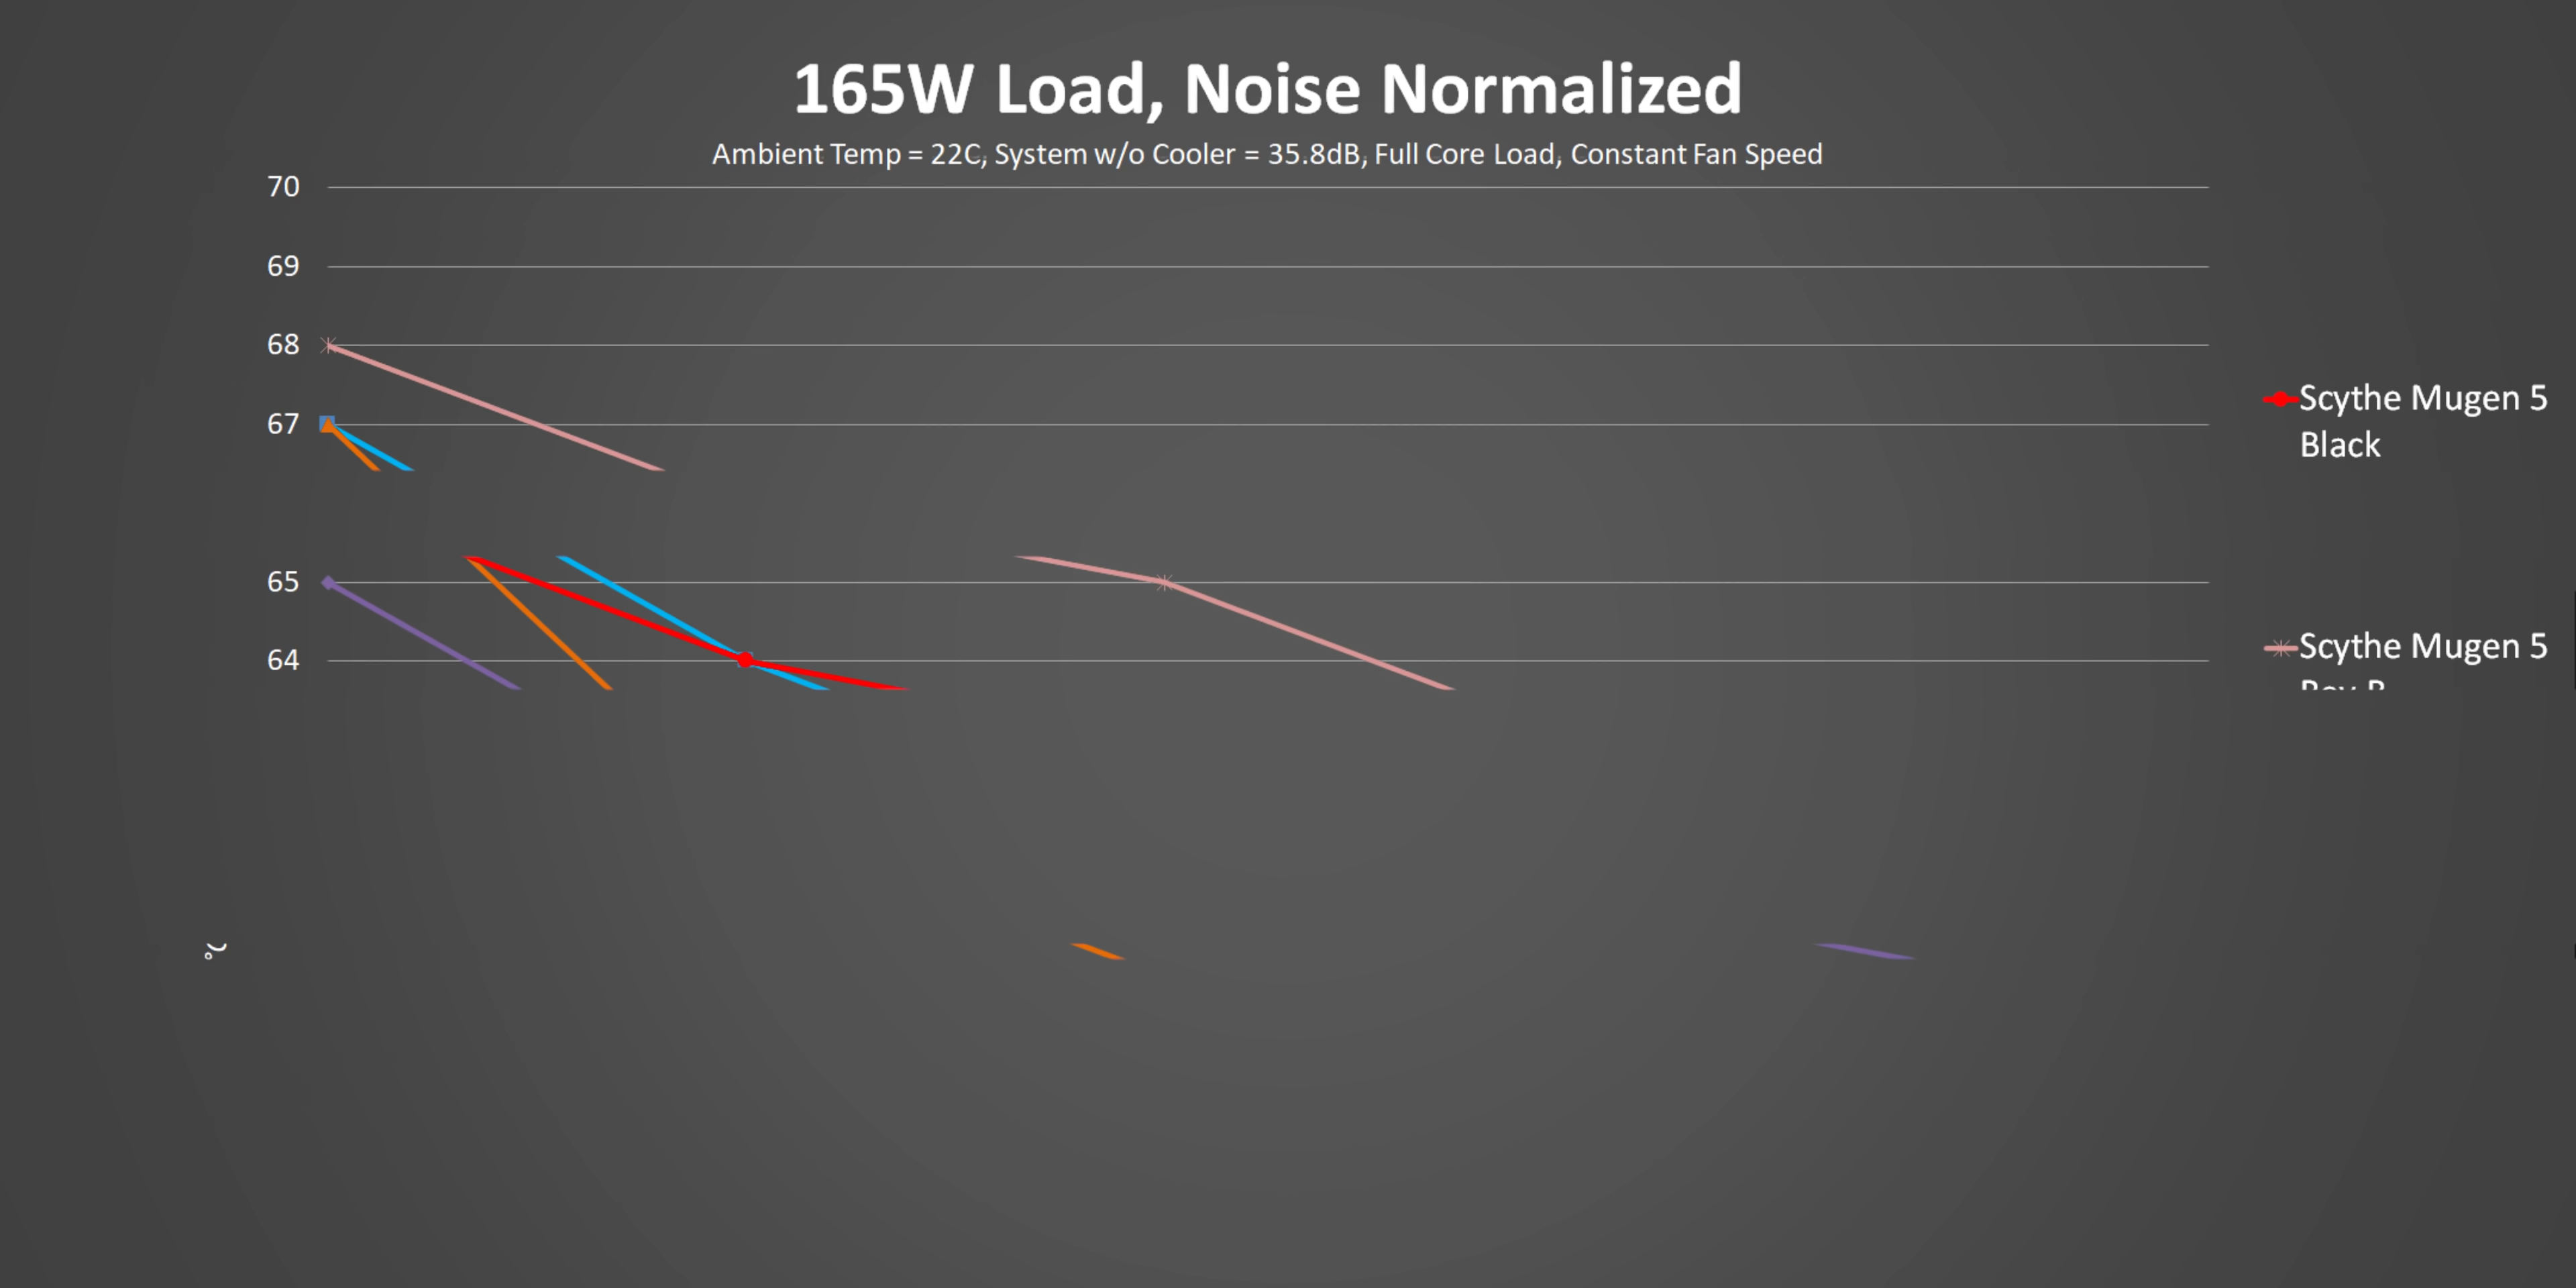 165W Load, Noise Normalized
Ambient Temp = 22C, System w/o Cooler = 35.8dB, Full Core Load, Constant Fan Speed
70
69
68
67
65
64
Scythe Mugen 5
Black
Scythe Mugen 5